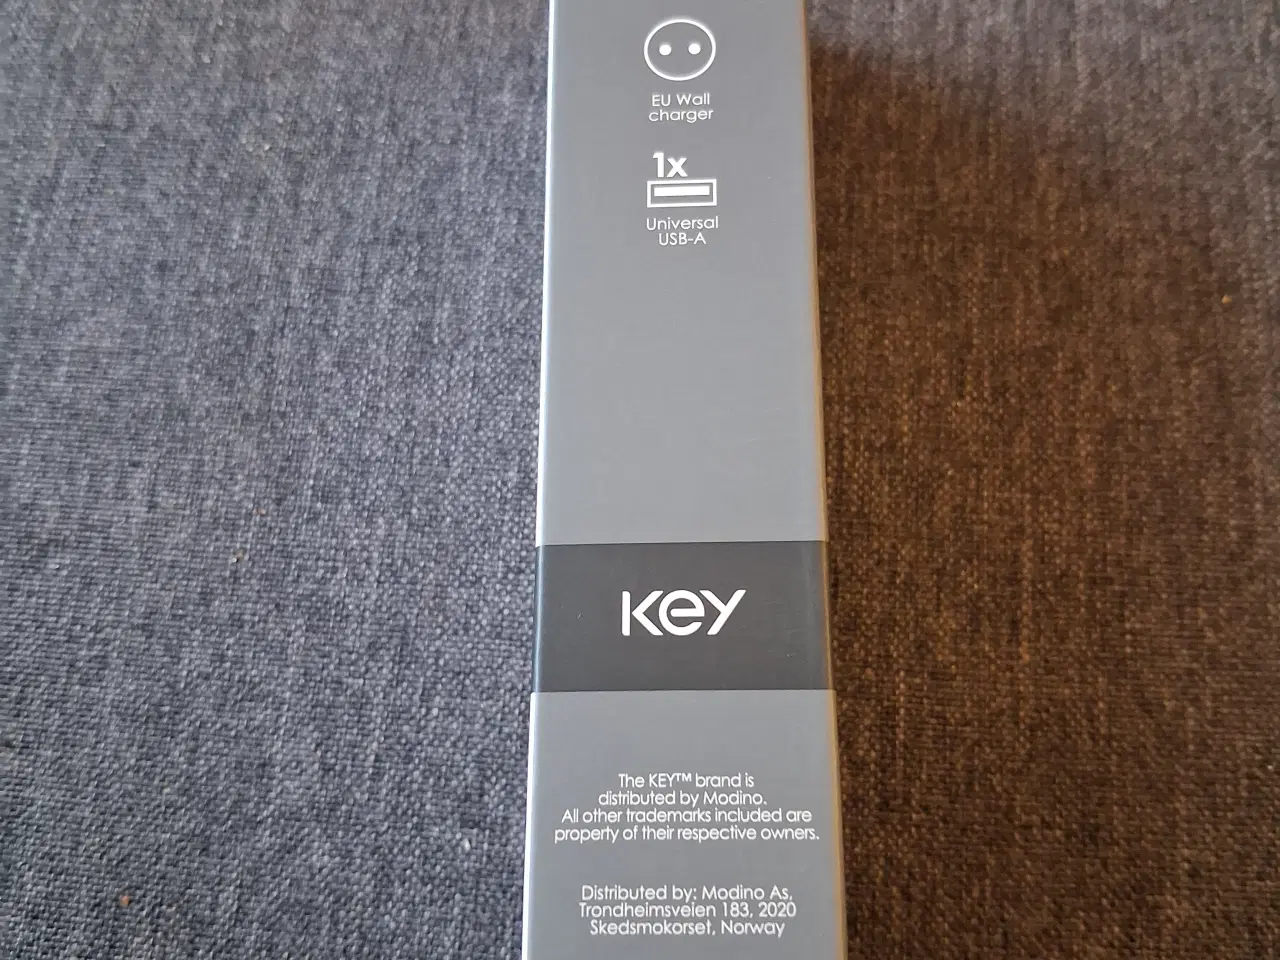 EU Wall
charger
1x
Universal
USB-A
KEY
The KEY™ brand is
distributed by Modino.
All other trademarks included are
property of their respective owners.
Distributed by: Modino As,
Trondheimsveien 183, 2020
Skedsmokorset, Norway